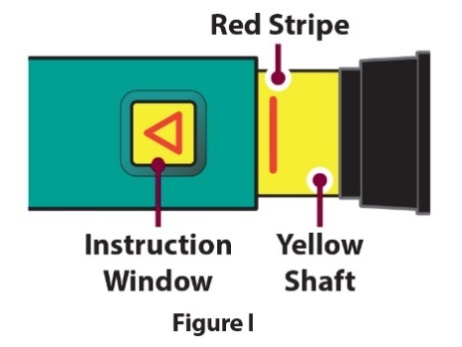 Red Stripe
Instruction
Window
Yellow
Shaft
Figure I